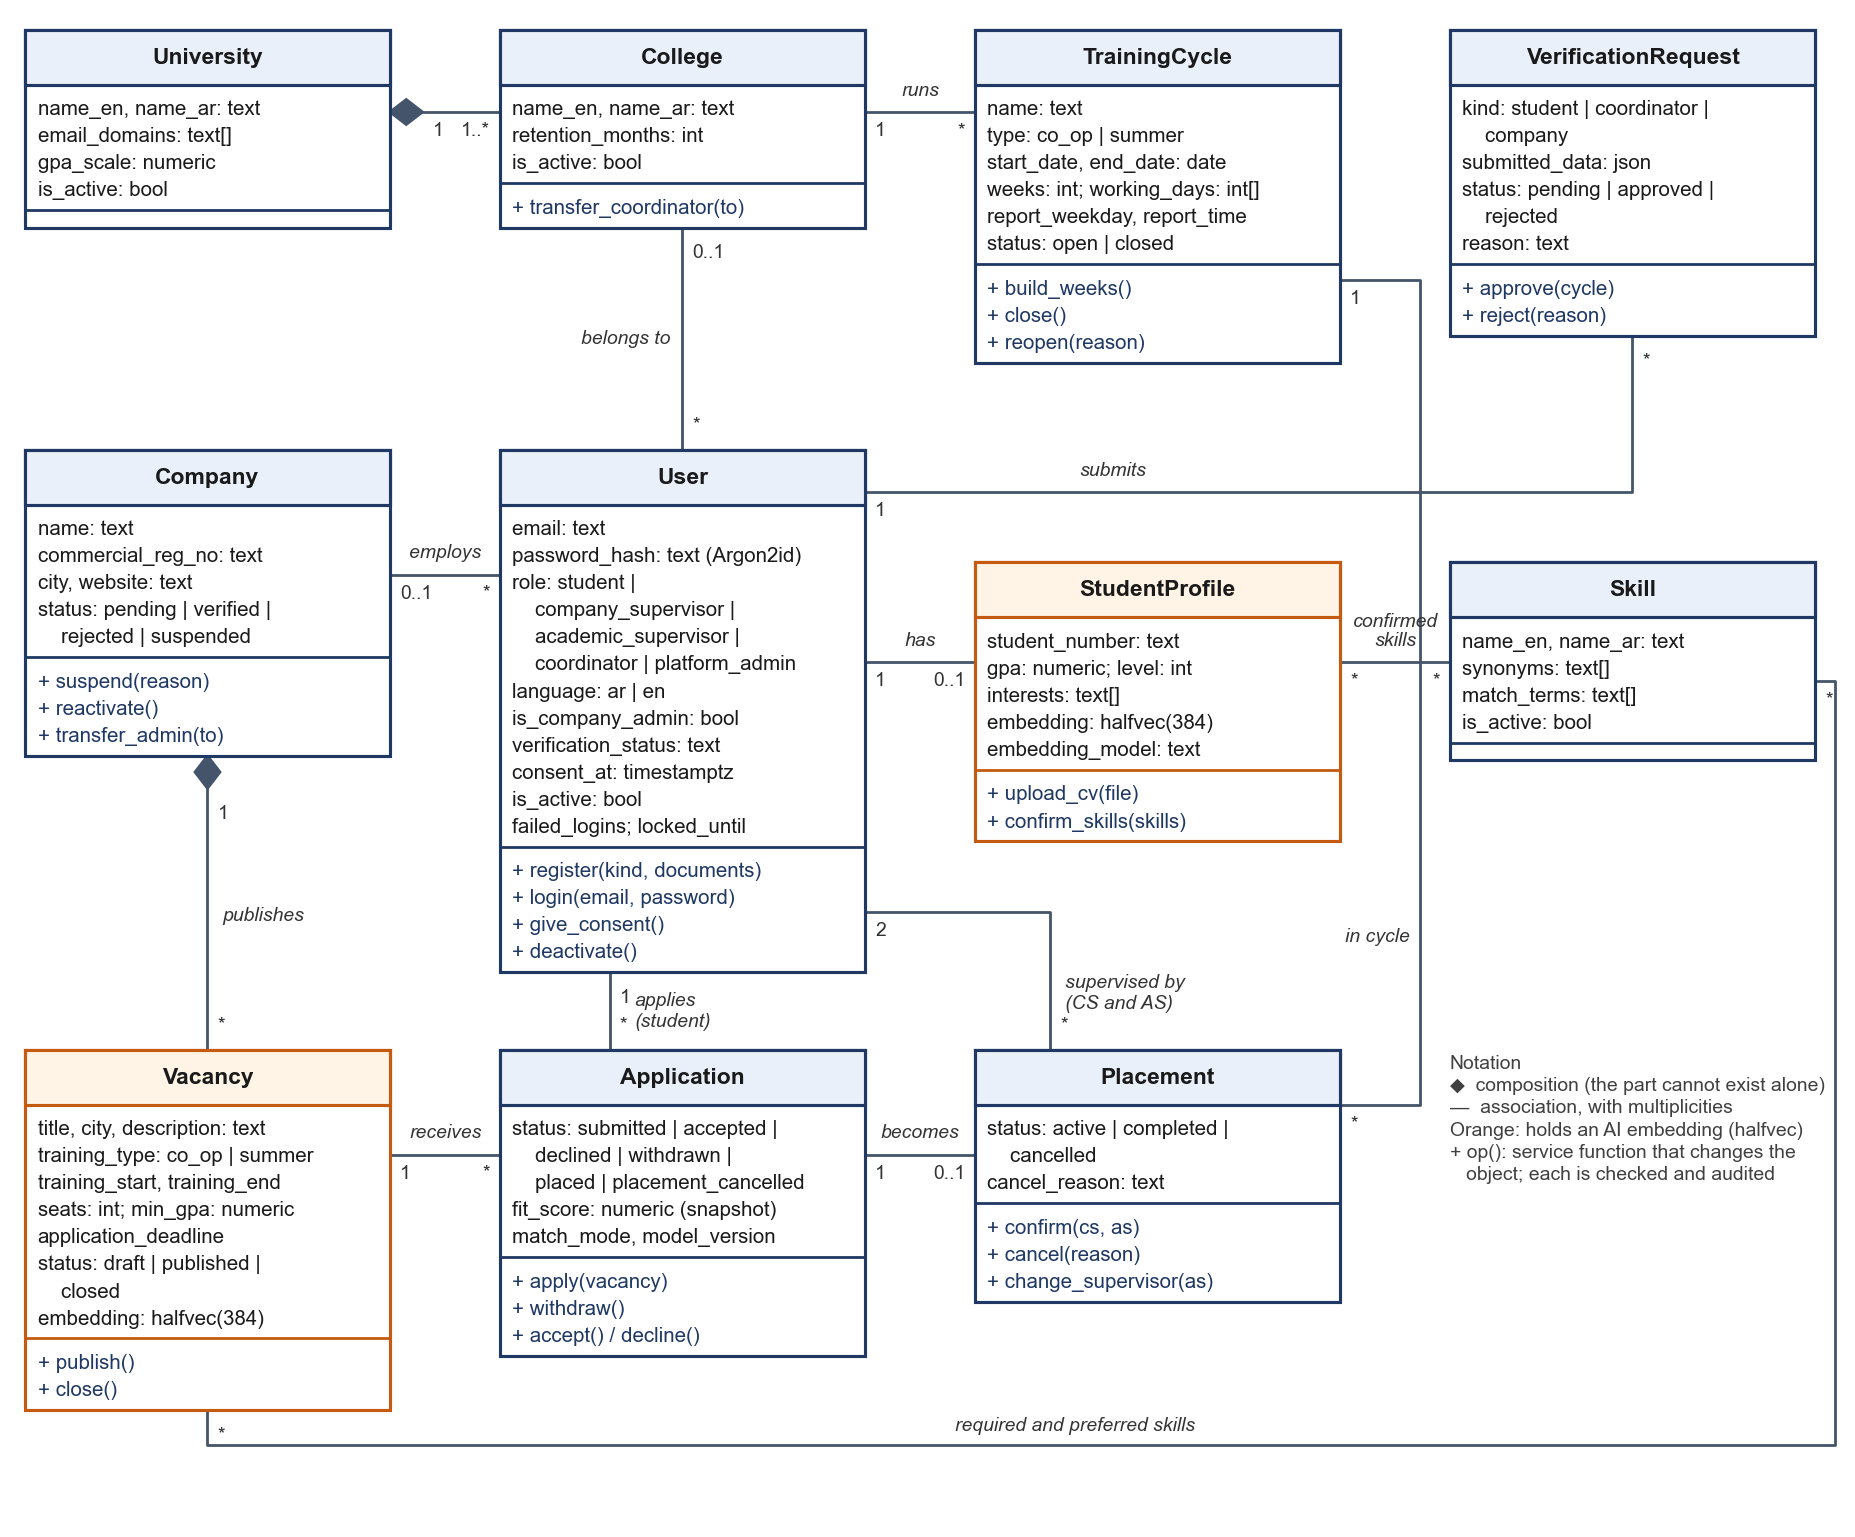 University
name_en, name_ar: text
email_domains: text[]
gpa_scale: numeric
is_active: bool
1 1..*
College
name_en, name_ar: text
retention_months: int
is_active: bool
+ transfer_coordinator(to)
runs
1 *
TrainingCycle
name: text
type: co_op | summer
start_date, end_date: date
weeks: int; working_days: int[]
report_weekday, report_time
status: open | closed
+ build_weeks()
+ close()
+ reopen(reason)
1
VerificationRequest
kind: student | coordinator |
company
submitted_data: json
status: pending | approved |
rejected
reason: text
+ approve(cycle)
+ reject(reason)
*
0..1
belongs to
*
Company
name: text
commercial_reg_no: text
city, website: text
status: pending | verified |
rejected | suspended
+ suspend(reason)
+ reactivate()
+ transfer_admin(to)
employs
0..1 *
User
email: text
password_hash: text (Argon2id)
role: student |
company_supervisor |
academic_supervisor |
coordinator | platform_admin
language: ar | en
is_company_admin: bool
verification_status: text
consent_at: timestamptz
is_active: bool
failed_logins; locked_until
+ register(kind, documents)
+ login(email, password)
+ give_consent()
+ deactivate()
submits
1
has
1 0..1
StudentProfile
student_number: text
gpa: numeric; level: int
interests: text[]
embedding: halfvec(384)
embedding_model: text
+ upload_cv(file)
+ confirm_skills(skills)
confirmed
skills
* *
Skill
name_en, name_ar: text
synonyms: text[]
match_terms: text[]
is_active: bool
*
1
publishes
*
2
supervised by
(CS and AS)
*
in cycle
1 applies
* (student)
Vacancy
title, city, description: text
training_type: co_op | summer
training_start, training_end
seats: int; min_gpa: numeric
application_deadline
status: draft | published |
closed
embedding: halfvec(384)
+ publish()
+ close()
*
receives
1 *
Application
status: submitted | accepted |
declined | withdrawn |
placed | placement_cancelled
fit_score: numeric (snapshot)
match_mode, model_version
+ apply(vacancy)
+ withdraw()
+ accept() / decline()
becomes
1 0..1
Placement
status: active | completed |
cancelled
cancel_reason: text
+ confirm(cs, as)
+ cancel(reason)
+ change_supervisor(as)
*
Notation
◆ composition (the part cannot exist alone)
— association, with multiplicities
Orange: holds an AI embedding (halfvec)
+ op(): service function that changes the
object; each is checked and audited
required and preferred skills